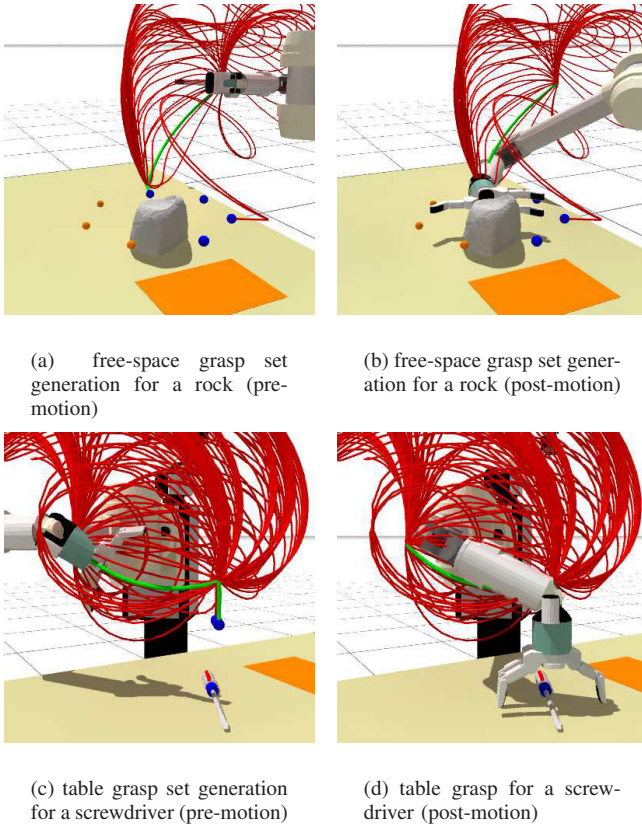 (a) free-space grasp set
generation for a rock (pre-
motion)
(b) free-space grasp set gener-
ation for a rock (post-motion)
(c) table grasp set generation
for a screwdriver (pre-motion)
(d) table grasp for a screw-
driver (post-motion)